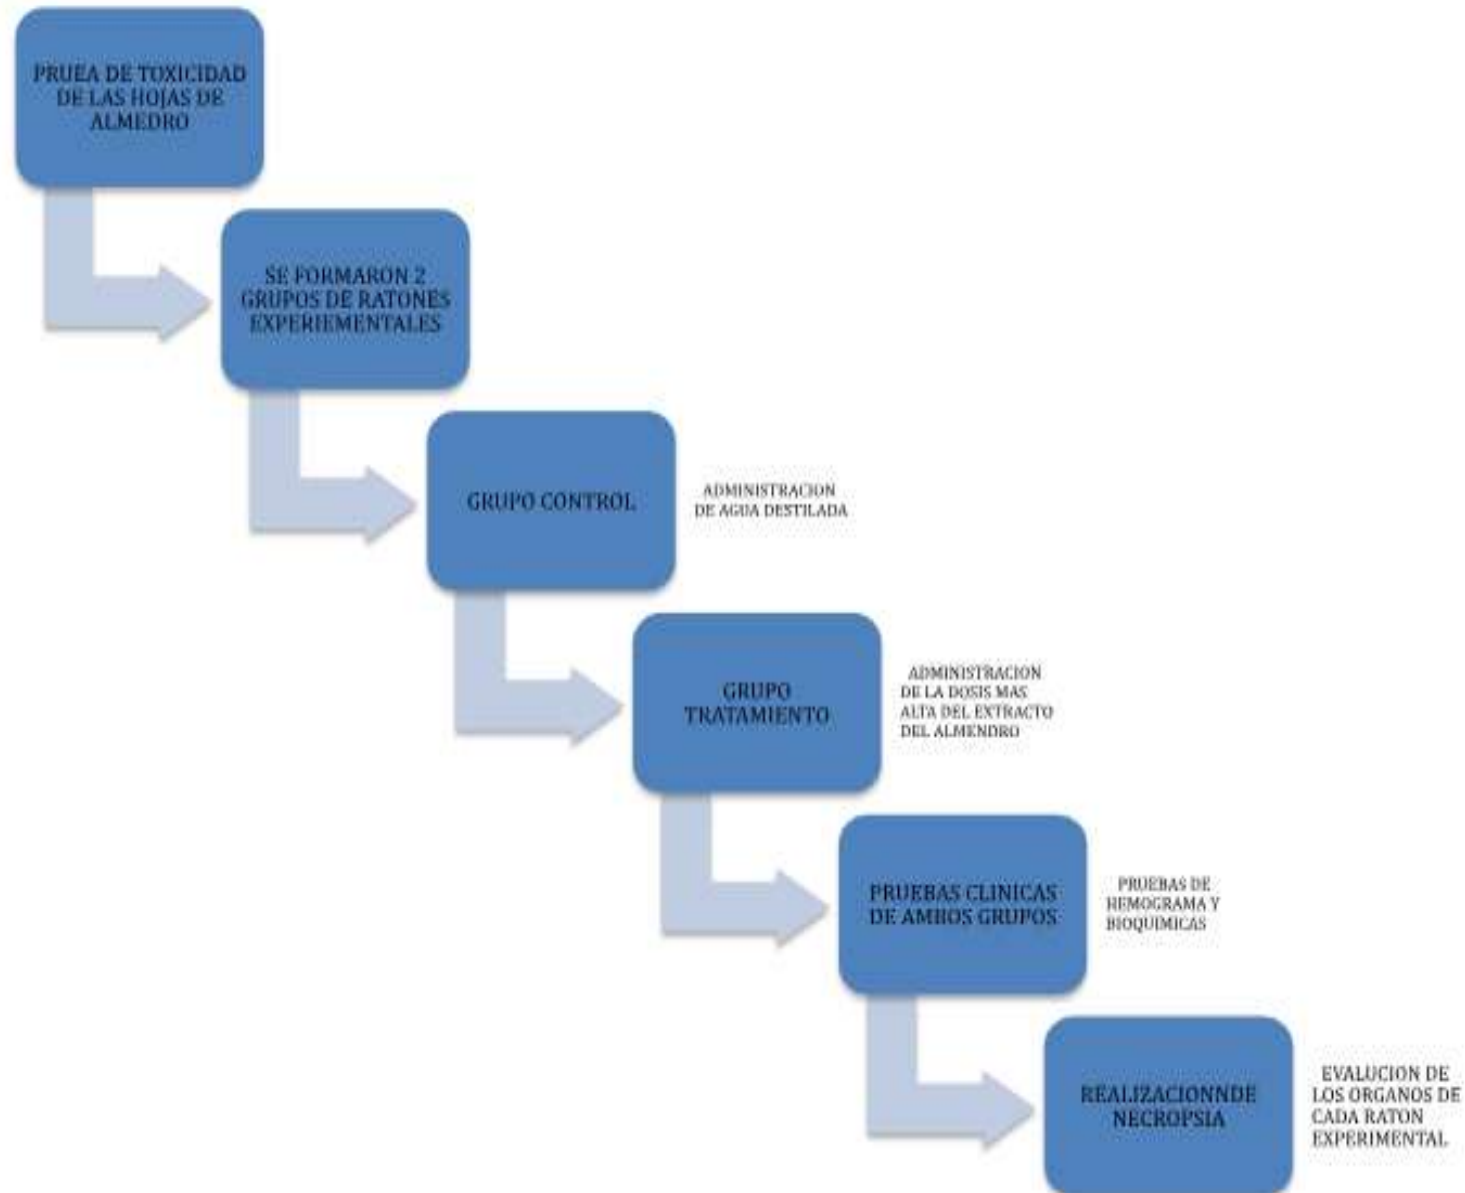 PRUEA DE TOXICIDAD
DE LAS HOJAS DE
ALMEDRO
SE FORMARON 2
GRUPOS DE RATONES
EXPERIEMENTALES
GRUPO CONTROL
ADMINISTRACION
DE AGUA DESTILADA
GRUPO
TRATAMIENTO
ADMINISTRACION
DE LA DOSIS MAS
ALTA DEL EXTRACTO
DEL ALMENDRO
PRUEBAS CLINICAS
DE AMBOS GRUPOS
PRUEBAS DE
HEMOGRAMA Y
BIOQUIMICAS
REALIZACIONNDE
NECROPSIA
EVALUCION DE
LOS ORGANOS DE
CADA RATON
EXPERIMENTAL